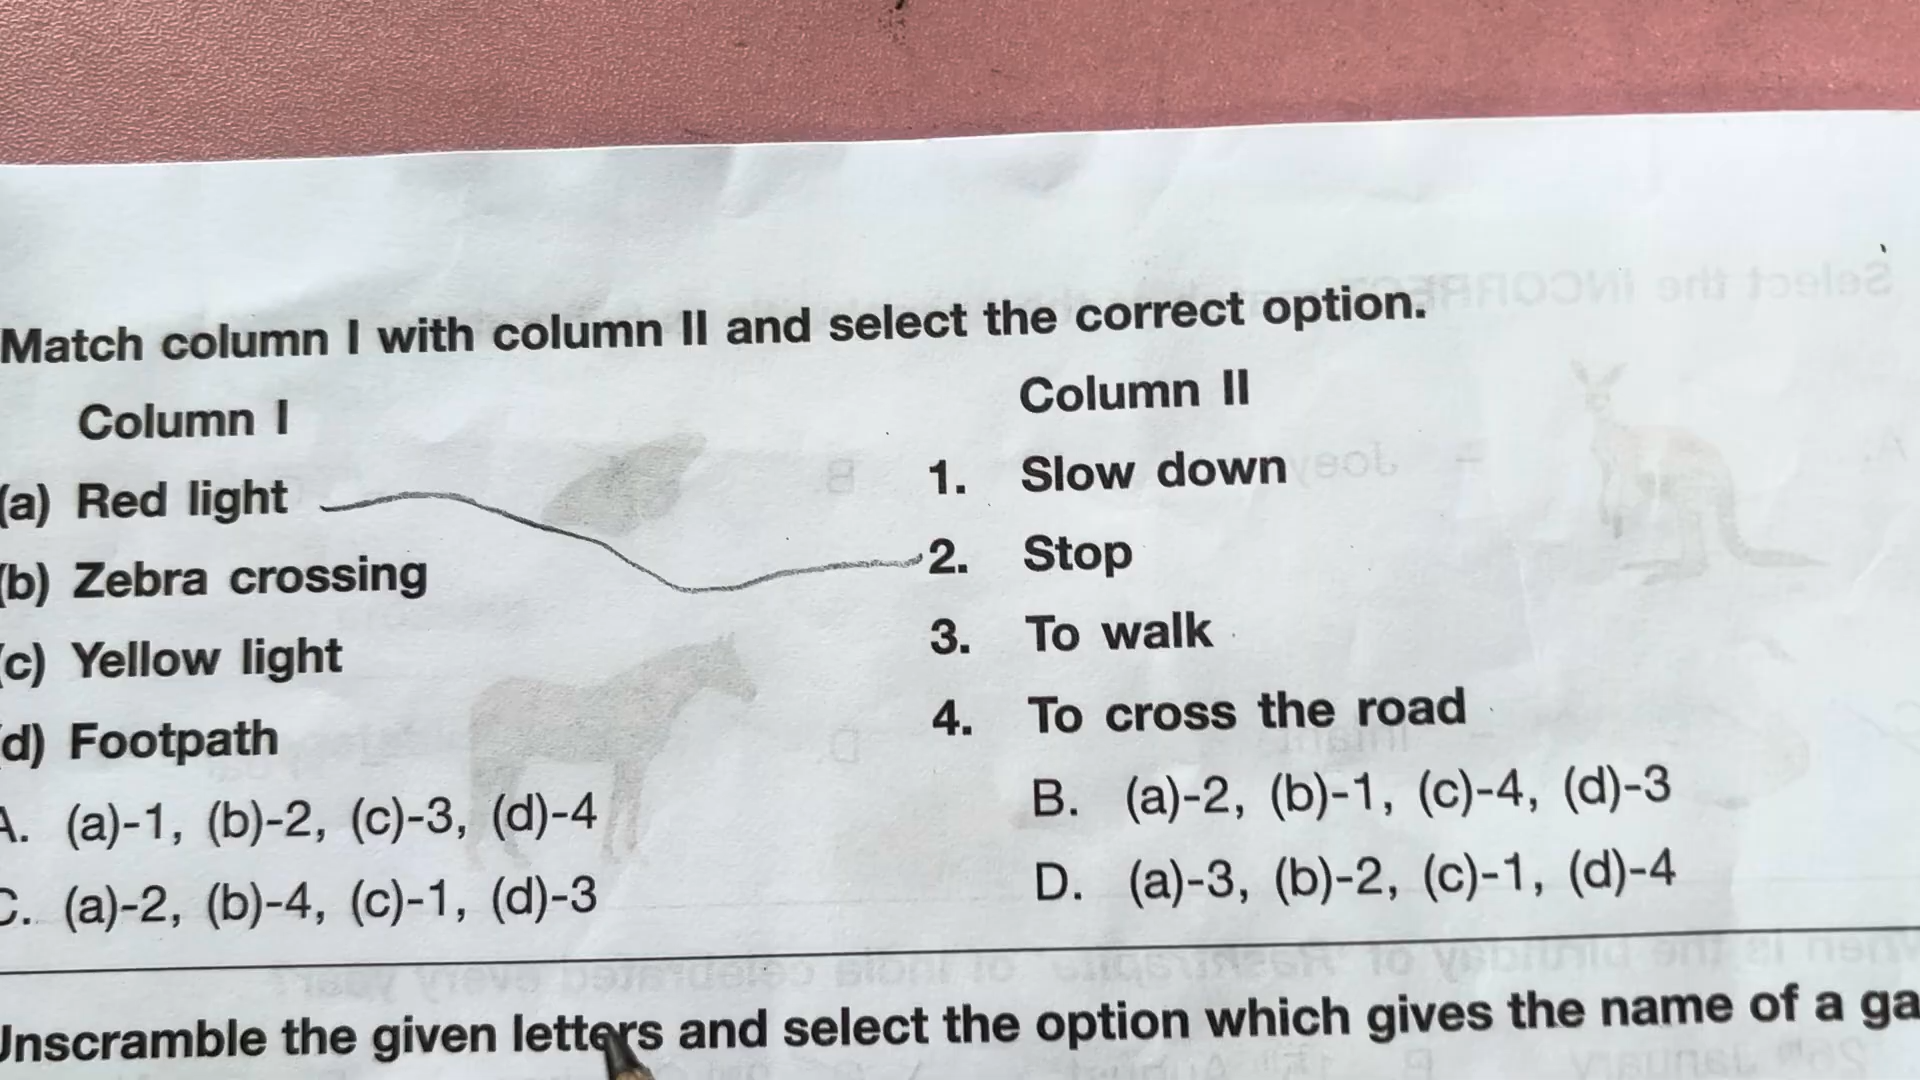 Match column I with column II and select the correct option.
Column I Column II
(a) Red light 1. Slow down
(b) Zebra crossing 2. Stop
(c) Yellow light 3. To walk
(d) Footpath 4. To cross the road
A. (a)-1, (b)-2, (c)-3, (d)-4 B. (a)-2, (b)-1, (c)-4, (d)-3
C. (a)-2, (b)-4, (c)-1, (d)-3 D. (a)-3, (b)-2, (c)-1, (d)-4
Unscramble the given letters and select the option which gives the name of a ga